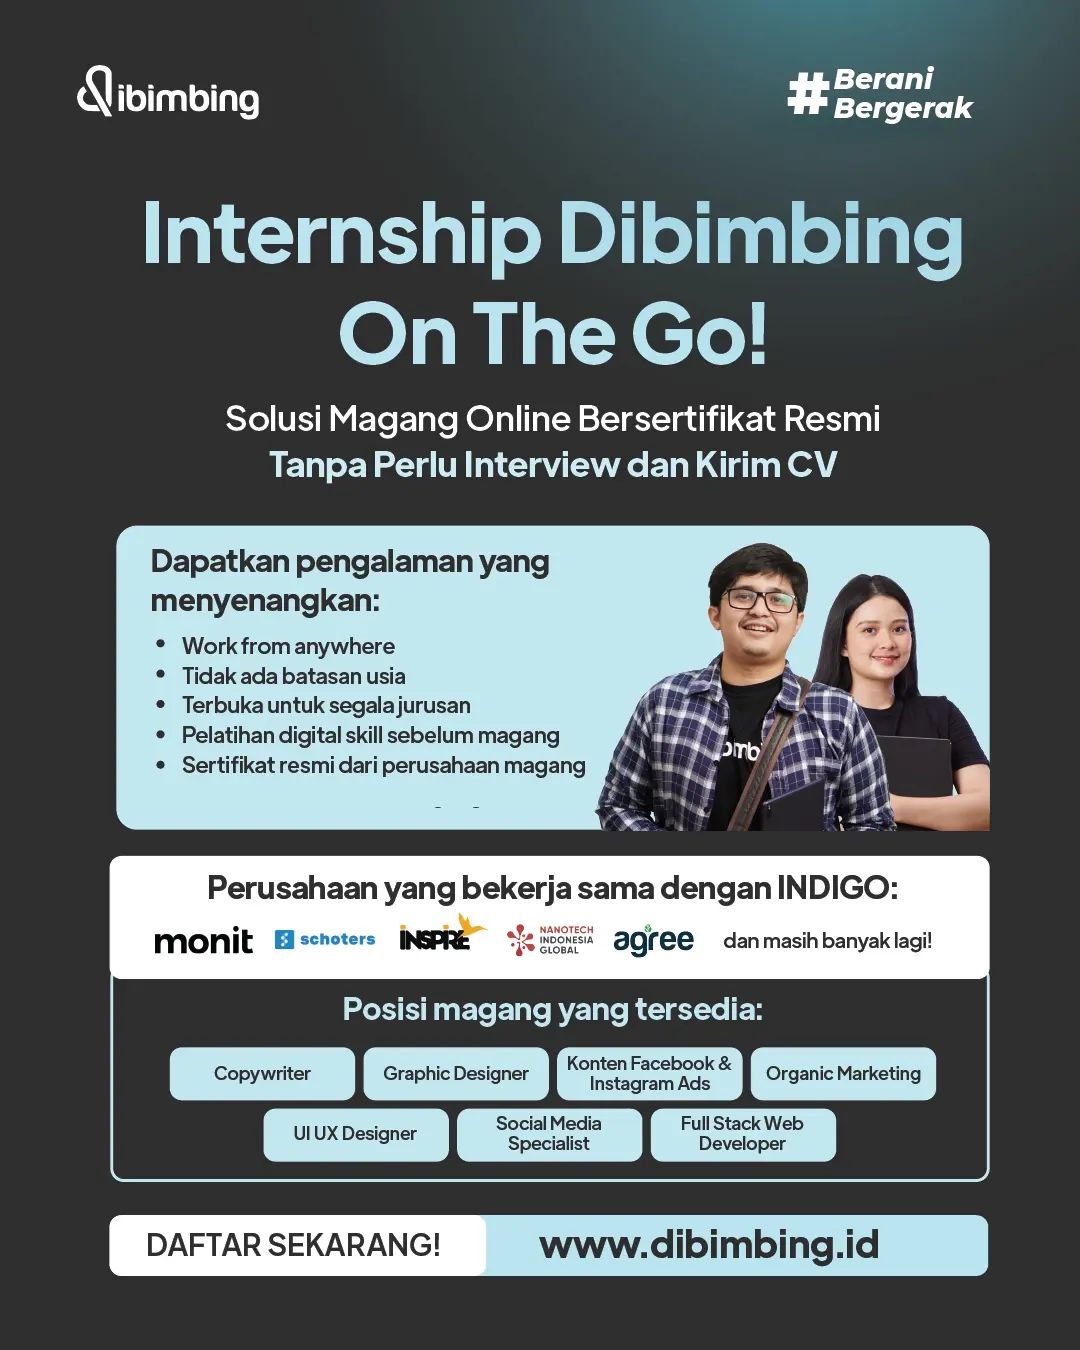 Dibimbing
#Berani
Bergerak
Internship Dibimbing
On The Go!
Solusi Magang Online Bersertifikat Resmi
Tanpa Perlu Interview dan Kirim CV
Dapatkan pengalaman yang
menyenangkan:
• Work from anywhere
• Tidak ada batasan usia
• Terbuka untuk segala jurusan
• Pelatihan digital skill sebelum magang
• Sertifikat resmi dari perusahaan magang
Perusahaan yang bekerja sama dengan INDIGO:
monit
schoters
INSPIRE
NANOTECH
INDONESIA
GLOBAL
agree
dan masih banyak lagi!
Posisi magang yang tersedia:
Copywriter
Graphic Designer
Konten Facebook &
Instagram Ads
Organic Marketing
UI UX Designer
Social Media
Specialist
Full Stack Web
Developer
DAFTAR SEKARANG!
www.dibimbing.id